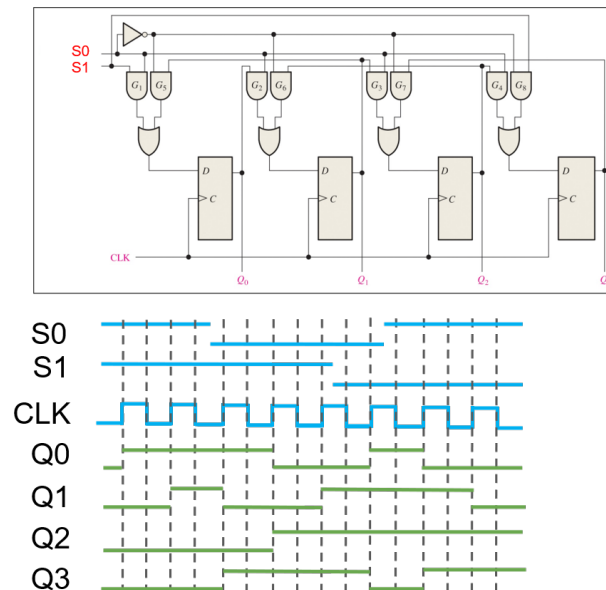 S0
S1
G1 G5 G2 G6 G3 G7 G4 G8
D D D D
C C C C
CLK
Q0 Q1 Q2 Q
S0
S1
CLK
Q0
Q1
Q2
Q3